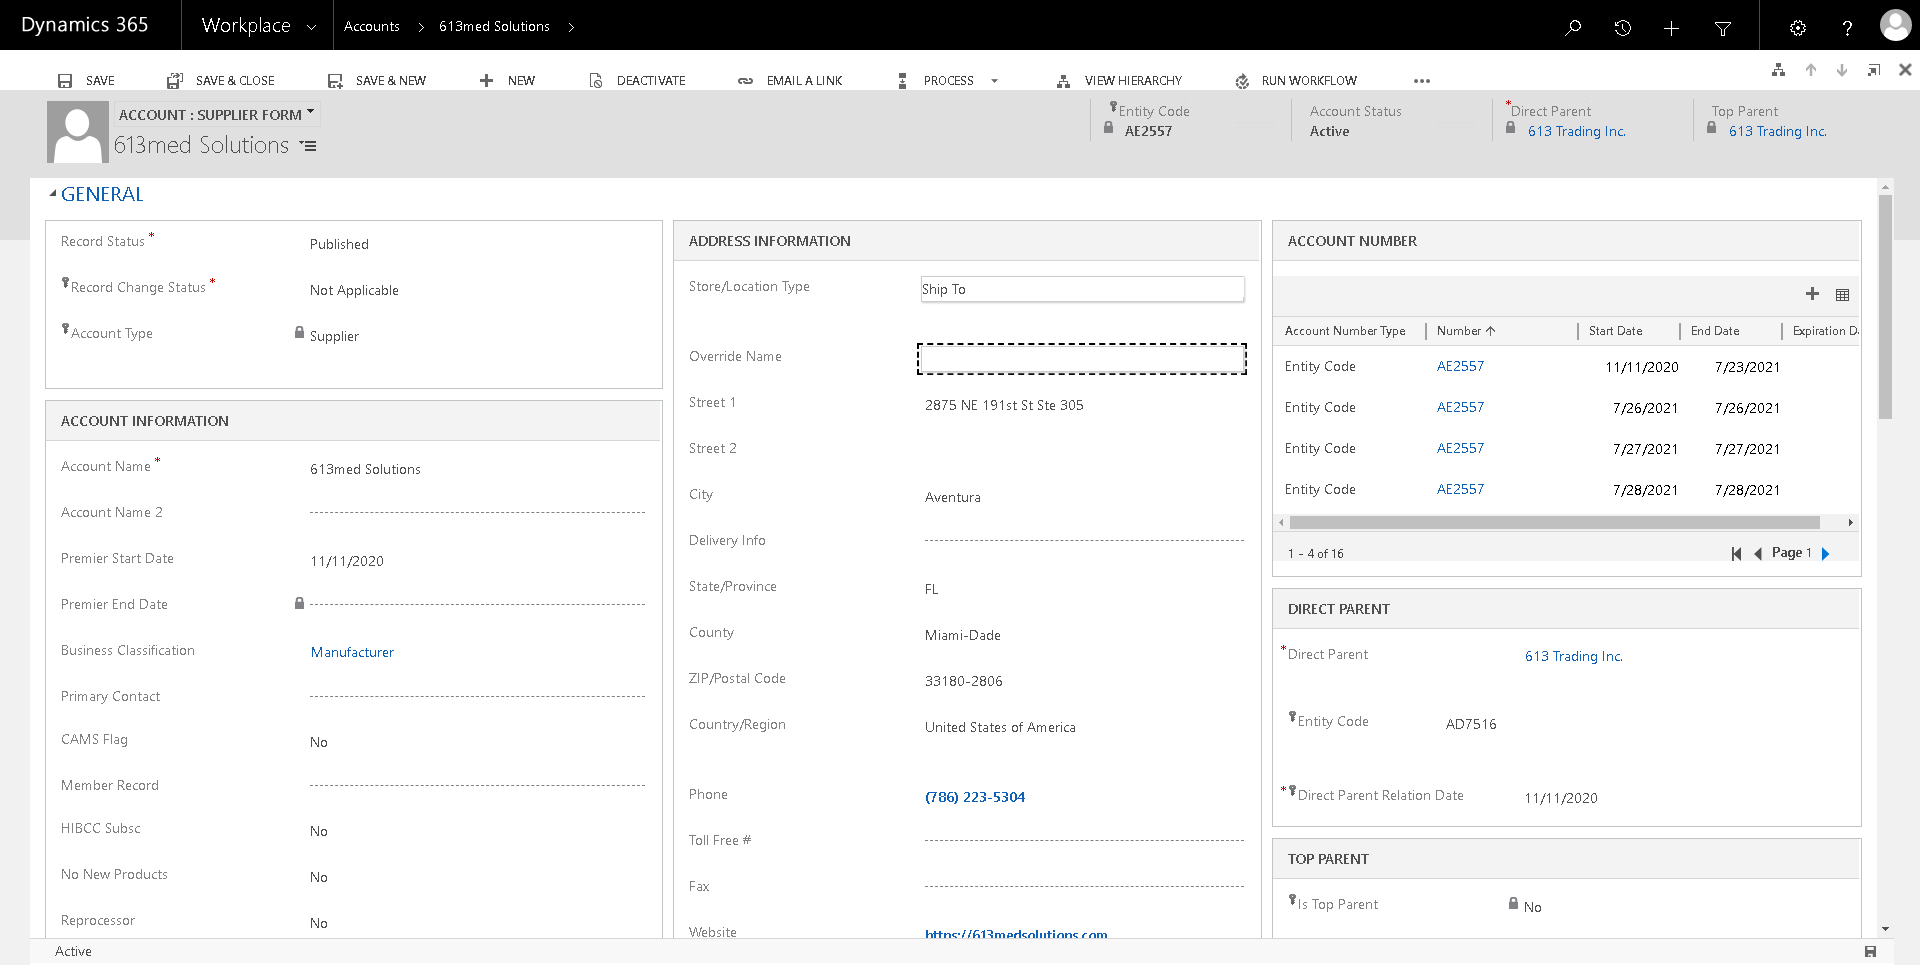 Dynamics 365
Workplace
Accounts > 613med Solutions >
SAVE
SAVE & CLOSE
SAVE & NEW
NEW
DEACTIVATE
EMAIL A LINK
PROCESS
VIEW HIERARCHY
RUN WORKFLOW
ACCOUNT : SUPPLIER FORM
613med Solutions
Entity Code
AE2557
Account Status
Active
*Direct Parent
613 Trading Inc.
Top Parent
613 Trading Inc.
GENERAL
Record Status *
Published
Record Change Status *
Not Applicable
Account Type
Supplier
ACCOUNT INFORMATION
Account Name *
613med Solutions
Account Name 2
Premier Start Date
11/11/2020
Premier End Date
Business Classification
Manufacturer
Primary Contact
CAMS Flag
No
Member Record
HIBCC Subsc
No
No New Products
No
Reprocessor
No
ADDRESS INFORMATION
Store/Location Type
Ship To
Override Name
Street 1
2875 NE 191st St Ste 305
Street 2
City
Aventura
Delivery Info
State/Province
FL
County
Miami-Dade
ZIP/Postal Code
33180-2806
Country/Region
United States of America
Phone
(786) 223-5304
Toll Free #
Fax
Website
https://613medsolutions.com
ACCOUNT NUMBER
Account Number Type | Number ↑ | Start Date | End Date | Expiration D
Entity Code AE2557 11/11/2020 7/23/2021
Entity Code AE2557 7/26/2021 7/26/2021
Entity Code AE2557 7/27/2021 7/27/2021
Entity Code AE2557 7/28/2021 7/28/2021
1 - 4 of 16
Page 1
DIRECT PARENT
*Direct Parent
613 Trading Inc.
Entity Code
AD7516
*Direct Parent Relation Date
11/11/2020
TOP PARENT
Is Top Parent
No
Active